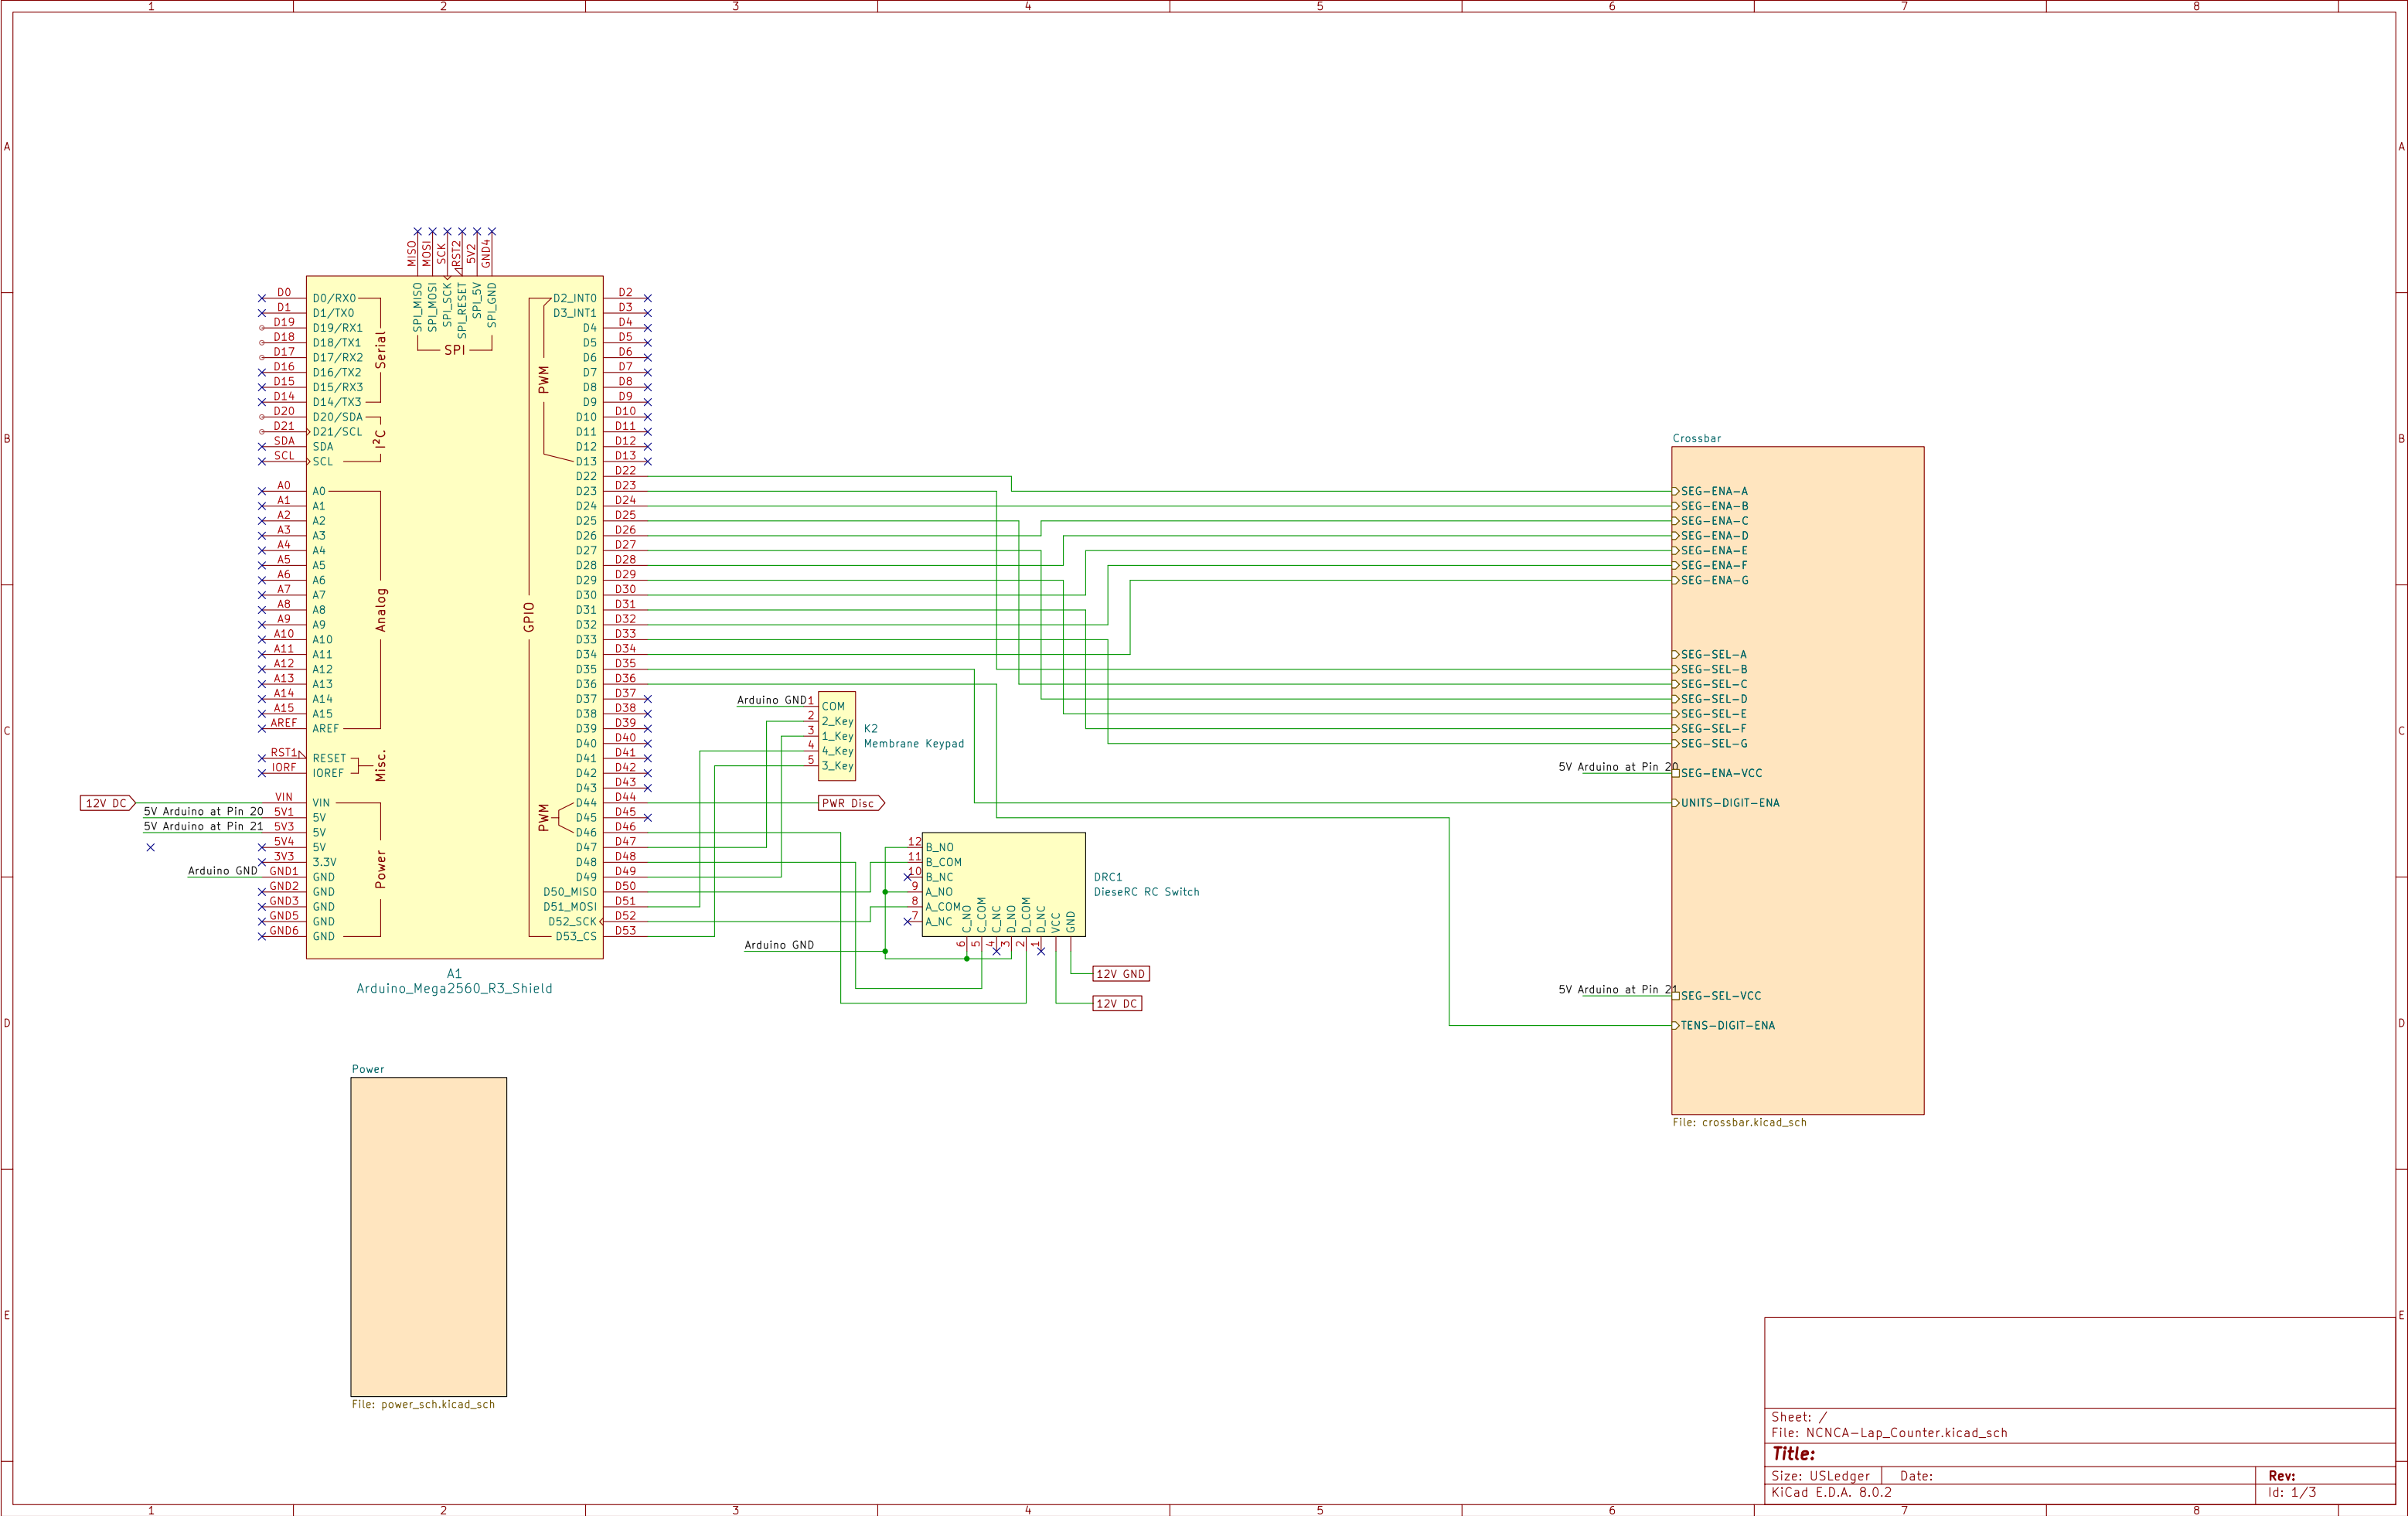 1 2 3 4 5 6 7 8
A
B
C
D
E
A
B
C
D
E
MISO
MOSI
SCK
RST2
5V2
GND4
SPI_MISO
SPI_MOSI
SPI_SCK
SPI_RESET
SPI_5V
SPI_GND
SPI
D0 D0/RX0
D1 D1/TX0
D19 D19/RX1
D18 D18/TX1
D17 D17/RX2
D16 D16/TX2
D15 D15/RX3
D14 D14/TX3
Serial
D20 D20/SDA
D21 D21/SCL
SDA SDA
SCL SCL
I²C
A0 A0
A1 A1
A2 A2
A3 A3
A4 A4
A5 A5
A6 A6
A7 A7
A8 A8
A9 A9
A10 A10
A11 A11
A12 A12
A13 A13
A14 A14
A15 A15
AREF AREF
Analog
RST1 RESET
IORF IOREF
Misc.
12V DC
VIN VIN
5V Arduino at Pin 20 5V1 5V
5V Arduino at Pin 21 5V3 5V
5V4 5V
3V3 3.3V
Arduino GND GND1 GND
GND2 GND
GND3 GND
GND5 GND
GND6 GND
Power
GPIO
PWM
PWM
D2_INT0 D2
D3_INT1 D3
D4 D4
D5 D5
D6 D6
D7 D7
D8 D8
D9 D9
D10 D10
D11 D11
D12 D12
D13 D13
D22 D22
D23 D23
D24 D24
D25 D25
D26 D26
D27 D27
D28 D28
D29 D29
D30 D30
D31 D31
D32 D32
D33 D33
D34 D34
D35 D35
D36 D36
D37 D37
D38 D38
D39 D39
D40 D40
D41 D41
D42 D42
D43 D43
D44 D44
D45 D45
D46 D46
D47 D47
D48 D48
D49 D49
D50_MISO D50
D51_MOSI D51
D52_SCK D52
D53_CS D53
A1
Arduino_Mega2560_R3_Shield
Arduino GND 1 COM
2 2_Key
3 1_Key
4 4_Key
5 3_Key
K2
Membrane Keypad
PWR Disc
12 B_NO
11 B_COM
10 B_NC
9 A_NO
8 A_COM
7 A_NC
C_NO 6
C_COM 5
C_NC 4
D_NO 3
D_COM 2
D_NC 1
VCC
GND
DRC1
DieseRC RC Switch
Arduino GND
12V GND
12V DC
Crossbar
SEG-ENA-A
SEG-ENA-B
SEG-ENA-C
SEG-ENA-D
SEG-ENA-E
SEG-ENA-F
SEG-ENA-G
SEG-SEL-A
SEG-SEL-B
SEG-SEL-C
SEG-SEL-D
SEG-SEL-E
SEG-SEL-F
SEG-SEL-G
5V Arduino at Pin 20
SEG-ENA-VCC
UNITS-DIGIT-ENA
5V Arduino at Pin 21
SEG-SEL-VCC
TENS-DIGIT-ENA
File: crossbar.kicad_sch
Power
File: power_sch.kicad_sch
Sheet: /
File: NCNCA-Lap_Counter.kicad_sch
Title:
Size: USLedger Date: Rev:
KiCad E.D.A. 8.0.2 Id: 1/3
1 2 3 4 5 6 7 8